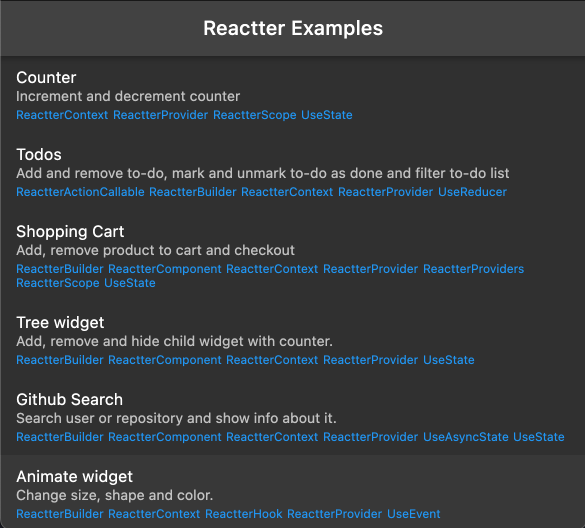 Reactter Examples
Counter
Increment and decrement counter
ReactterContext ReactterProvider ReactterScope UseState
Todos
Add and remove to-do, mark and unmark to-do as done and filter to-do list
ReactterActionCallable ReactterBuilder ReactterContext ReactterProvider UseReducer
Shopping Cart
Add, remove product to cart and checkout
ReactterBuilder ReactterComponent ReactterContext ReactterProvider ReactterProviders
ReactterScope UseState
Tree widget
Add, remove and hide child widget with counter.
ReactterBuilder ReactterComponent ReactterContext ReactterProvider UseState
Github Search
Search user or repository and show info about it.
ReactterBuilder ReactterComponent ReactterContext ReactterProvider UseAsyncState UseState
Animate widget
Change size, shape and color.
ReactterBuilder ReactterContext ReactterHook ReactterProvider UseEvent